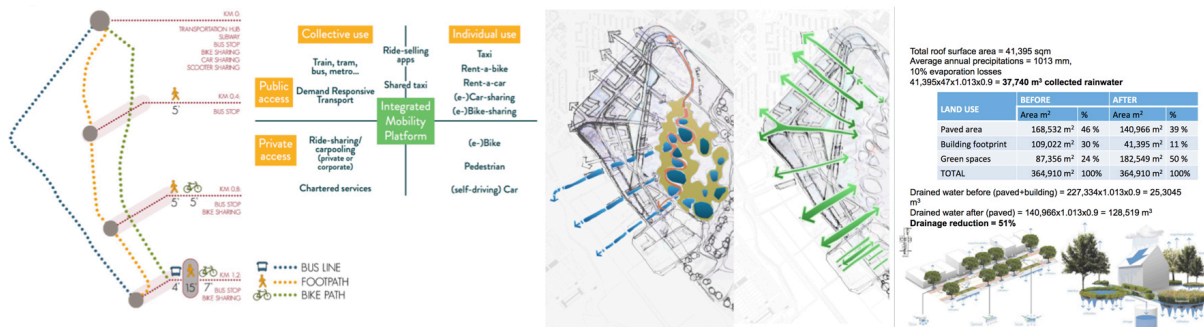 KM 0.
TRANSPORTATION HUB:
SUBWAY
BUS STOP
BIKE SHARING
CAR SHARING
SCOOTER SHARING
KM 0.4
5'
BUS STOP
KM 0.8
5' 5'
BUS STOP
BIKE SHARING
KM 1.2
4' 15' 7'
BUS STOP
BIKE SHARING
BUS LINE
FOOTPATH
BIKE PATH
Collective use
Individual use
Public access
Private access
Train, tram,
bus, metro...
Demand Responsive
Transport
Ride-selling
apps
Shared taxi
Integrated
Mobility
Platform
Taxi
Rent-a-bike
Rent-a-car
(e-)Car-sharing
(e-)Bike-sharing
Ride-sharing/
carpooling
(private or
corporate)
Chartered services
(e-)Bike
Pedestrian
(self-driving) Car
Total roof surface area = 41,395 sqm
Average annual precipitations = 1013 mm,
10% evaporation losses
41,395x47x1.013x0.9 = 37,740 m³ collected rainwater
LAND USE BEFORE AFTER
Area m² % Area m² %
Paved area 168,532 m² 46 % 140,966 m² 39 %
Building footprint 109,022 m² 30 % 41,395 m² 11 %
Green spaces 87,356 m² 24 % 182,549 m² 50 %
TOTAL 364,910 m² 100% 364,910 m² 100%
Drained water before (paved+building) = 227,334x1.013x0.9 = 25,3045
m³
Drained water after (paved) = 140,966x1.013x0.9 = 128,519 m³
Drainage reduction = 51%